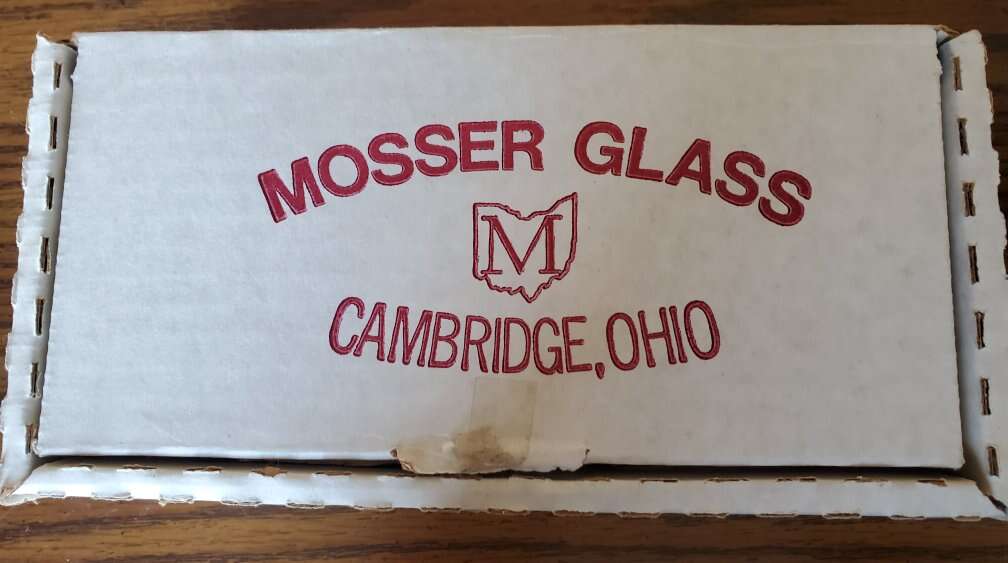 MOSSER GLASS
M
CAMBRIDGE, OHIO